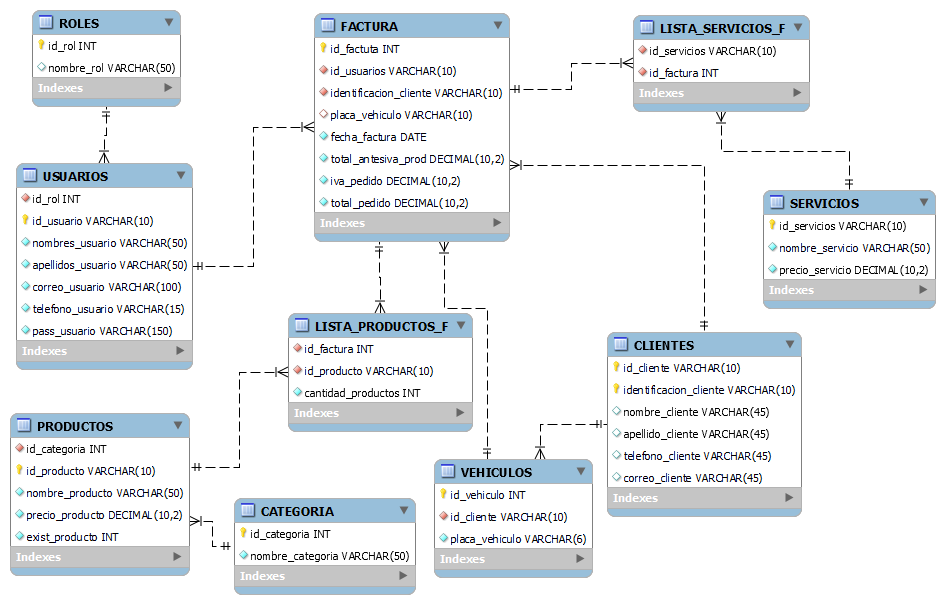 ROLES
id_rol INT
nombre_rol VARCHAR(50)
Indexes
USUARIOS
id_rol INT
id_usuario VARCHAR(10)
nombres_usuario VARCHAR(50)
apellidos_usuario VARCHAR(50)
correo_usuario VARCHAR(100)
telefono_usuario VARCHAR(15)
pass_usuario VARCHAR(150)
Indexes
FACTURA
id_factuta INT
id_usuarios VARCHAR(10)
identificacion_cliente VARCHAR(10)
placa_vehiculo VARCHAR(10)
fecha_factura DATE
total_antesiva_prod DECIMAL(10,2)
iva_pedido DECIMAL(10,2)
total_pedido DECIMAL(10,2)
Indexes
LISTA_SERVICIOS_F
id_servicios VARCHAR(10)
id_factura INT
Indexes
SERVICIOS
id_servicios VARCHAR(10)
nombre_servicio VARCHAR(50)
precio_servicio DECIMAL(10,2)
Indexes
LISTA_PRODUCTOS_F
id_factura INT
id_producto VARCHAR(10)
cantidad_productos INT
Indexes
CLIENTES
id_cliente VARCHAR(10)
identificacion_cliente VARCHAR(10)
nombre_cliente VARCHAR(45)
apellido_cliente VARCHAR(45)
telefono_cliente VARCHAR(45)
correo_cliente VARCHAR(45)
Indexes
PRODUCTOS
id_categoria INT
id_producto VARCHAR(10)
nombre_producto VARCHAR(50)
precio_producto DECIMAL(10,2)
exist_producto INT
Indexes
CATEGORIA
id_categoria INT
nombre_categoria VARCHAR(50)
Indexes
VEHICULOS
id_vehiculo INT
id_cliente VARCHAR(10)
placa_vehiculo VARCHAR(6)
Indexes